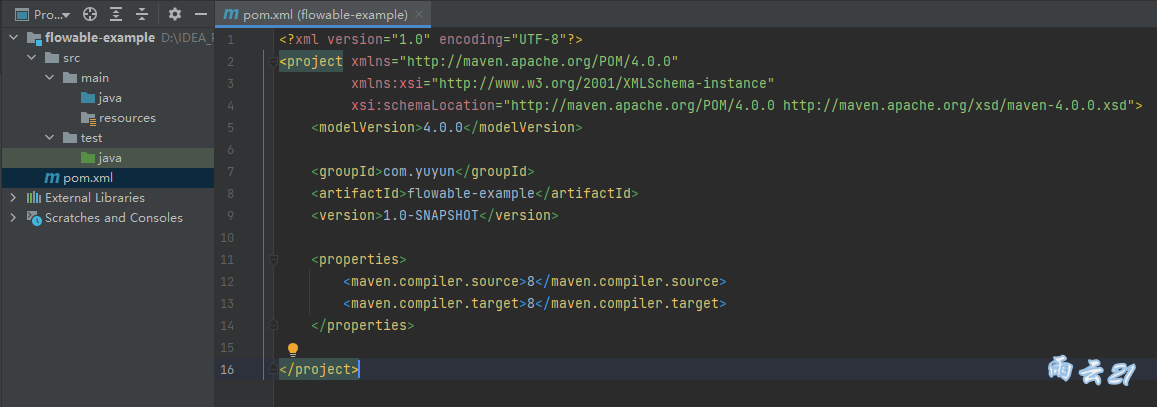 Pro...
pom.xml (flowable-example)
flowable-example D:\IDEA_
src
main
java
resources
test
java
pom.xml
External Libraries
Scratches and Consoles
1 <?xml version="1.0" encoding="UTF-8"?>
2 <project xmlns="http://maven.apache.org/POM/4.0.0"
3 xmlns:xsi="http://www.w3.org/2001/XMLSchema-instance"
4 xsi:schemaLocation="http://maven.apache.org/POM/4.0.0 http://maven.apache.org/xsd/maven-4.0.0.xsd">
5 <modelVersion>4.0.0</modelVersion>
6
7 <groupId>com.yuyun</groupId>
8 <artifactId>flowable-example</artifactId>
9 <version>1.0-SNAPSHOT</version>
10
11 <properties>
12 <maven.compiler.source>8</maven.compiler.source>
13 <maven.compiler.target>8</maven.compiler.target>
14 </properties>
15
16 </project>
雨云21